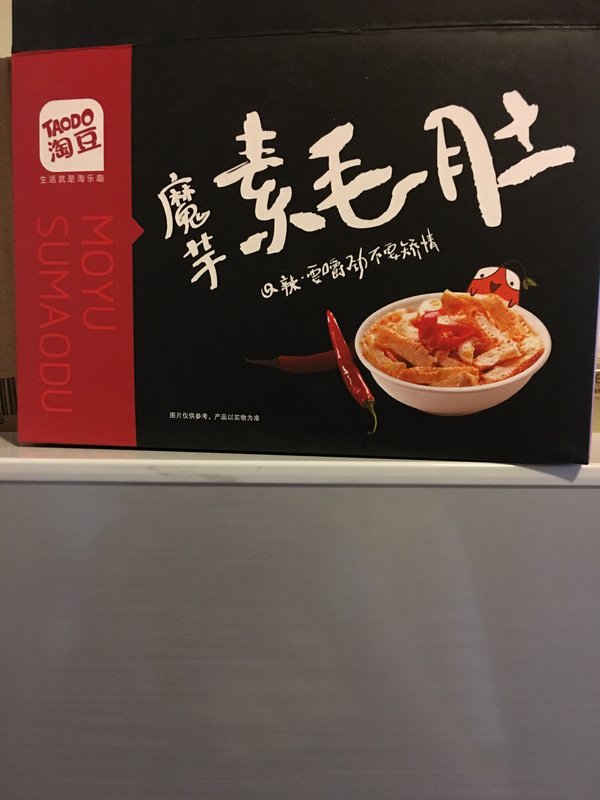 TAODO
淘豆
生活就是淘乐趣
MOYU
SUMAODU
魔芋
素毛肚
Q辣·要嚼劲不要矫情
图片仅供参考，产品以实物为准